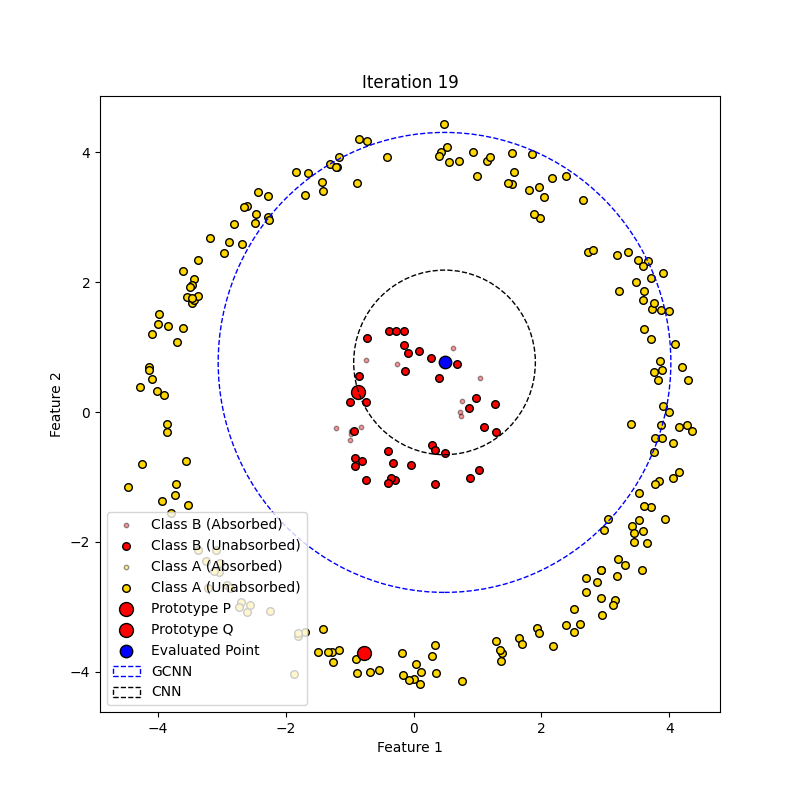 Iteration 19
4
2
0
−2
−4
Feature 2
Class B (Absorbed)
Class B (Unabsorbed)
Class A (Absorbed)
Class A (Unabsorbed)
Prototype P
Prototype Q
Evaluated Point
GCNN
CNN
−4 −2 0 2 4
Feature 1